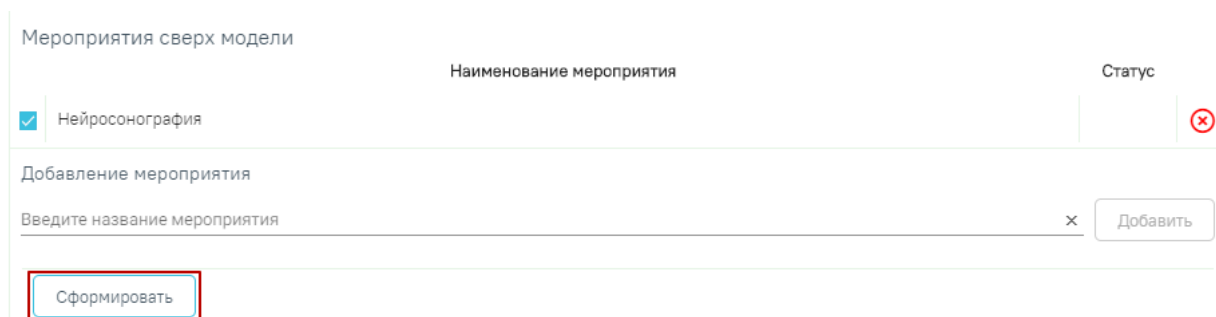 Мероприятия сверх модели
Наименование мероприятия Статус
Нейросонография
Добавление мероприятия
Введите название мероприятия Добавить
Сформировать